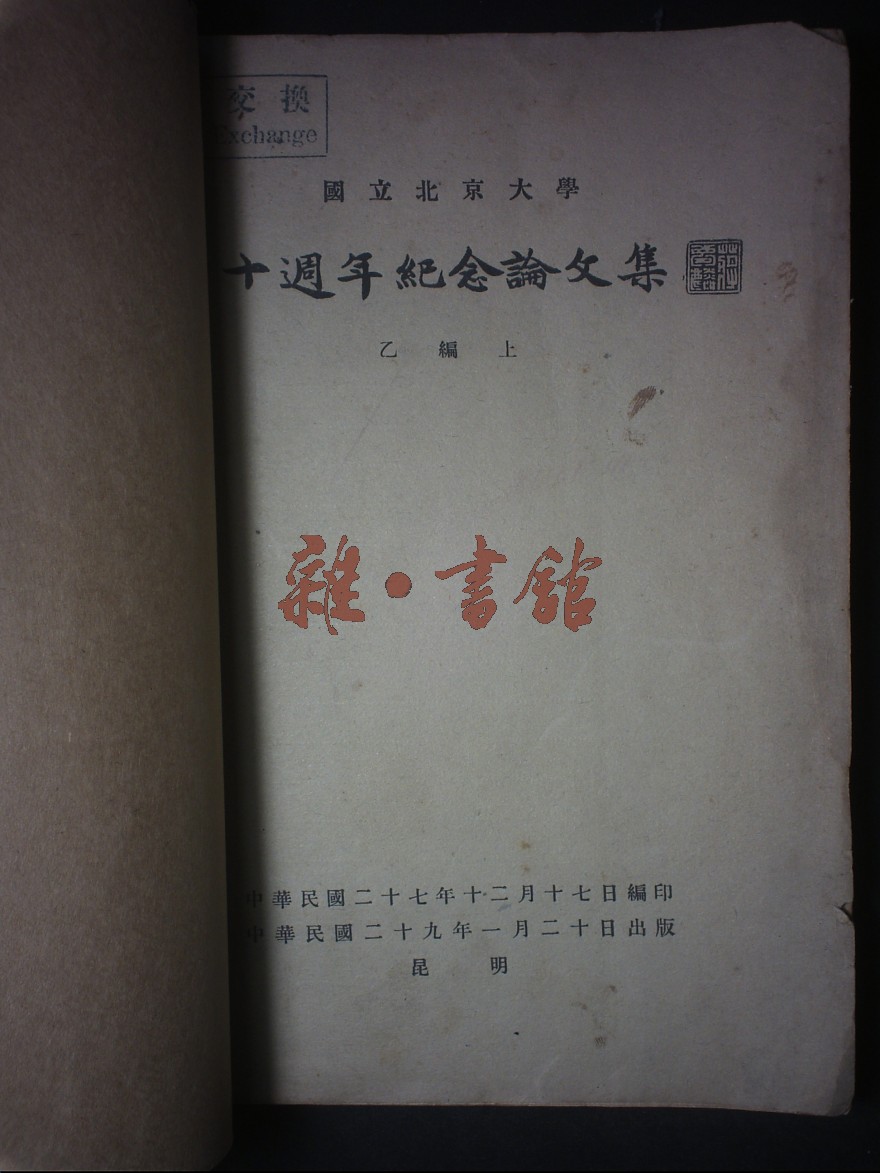 交換
Exchange
國立北京大學
十週年紀念論文集
乙編上
雜·書舘
中華民國二十七年十二月十七日編印
中華民國二十九年一月二十日出版
昆明